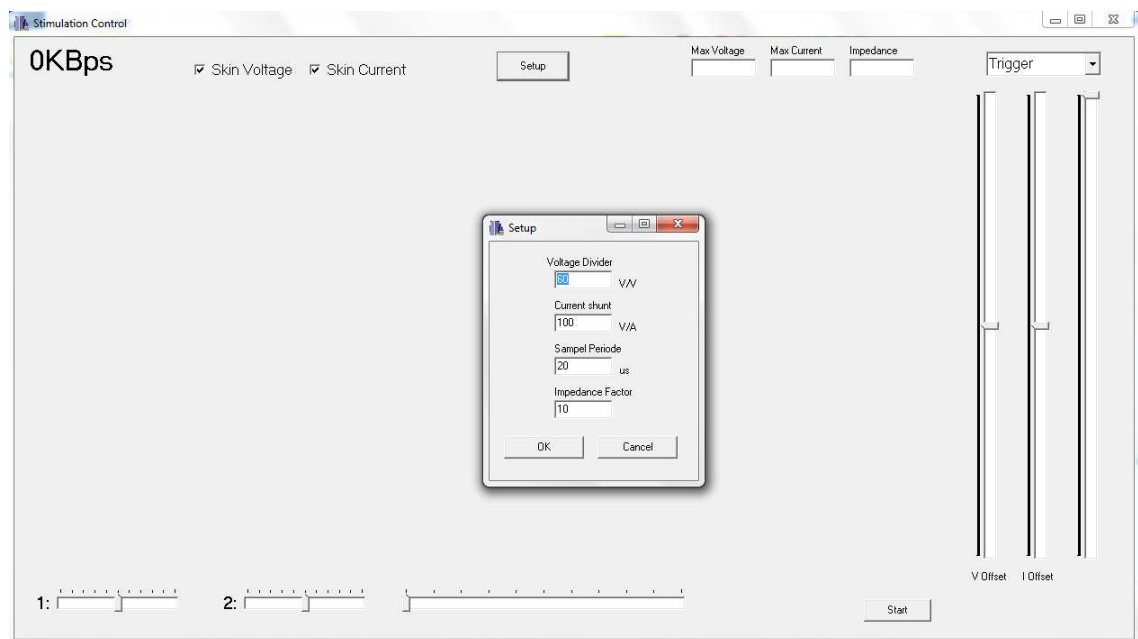 Stimulation Control
0KBps
Skin Voltage
Skin Current
Setup
Max Voltage
Max Current
Impedance
Trigger
Setup
Voltage Divider
60
V/V
Current shunt
100
V/A
Sampel Periode
20
us
Impedance Factor
10
OK
Cancel
V Offset
I Offset
1:
2:
Start